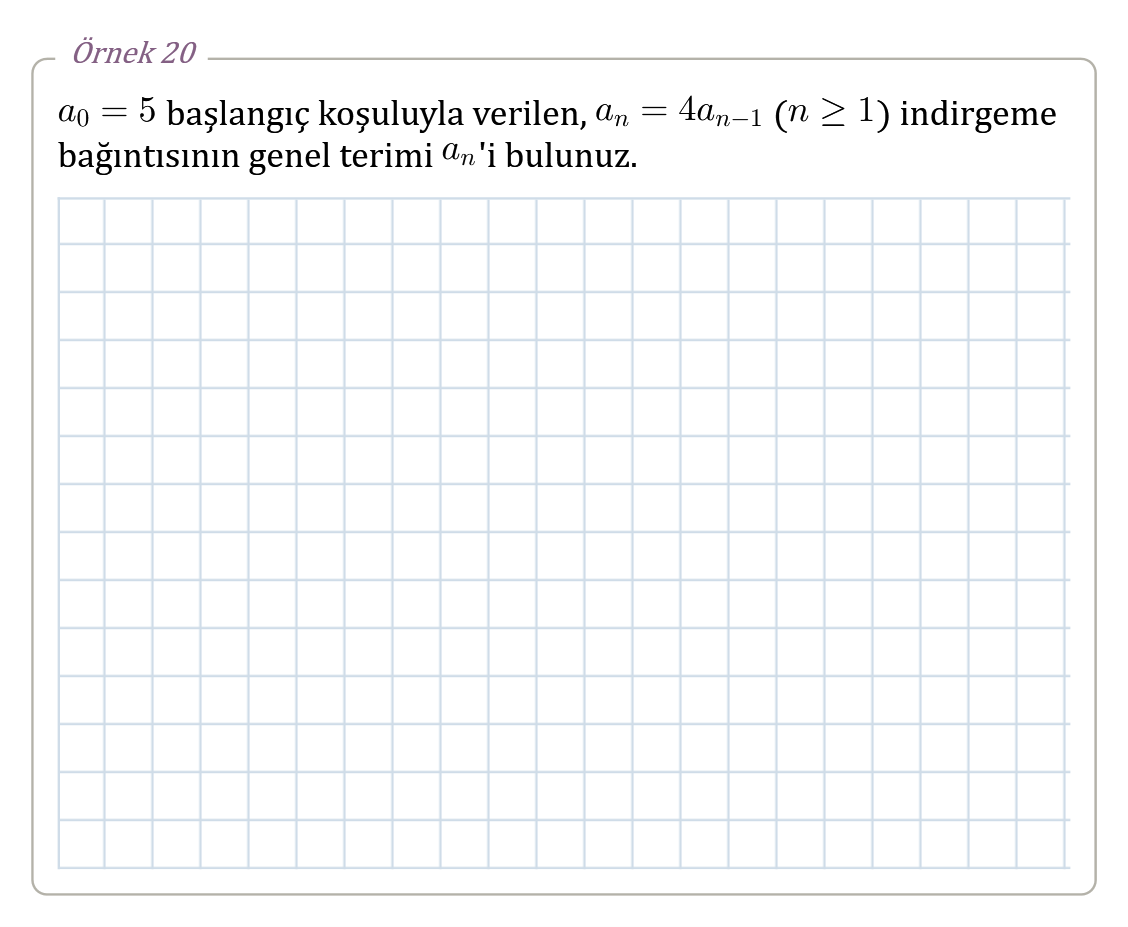 Örnek 20
a₀ = 5 başlangıç koşuluyla verilen, aₙ = 4aₙ₋₁ (n ≥ 1) indirgeme
bağıntısının genel terimi aₙ'i bulunuz.